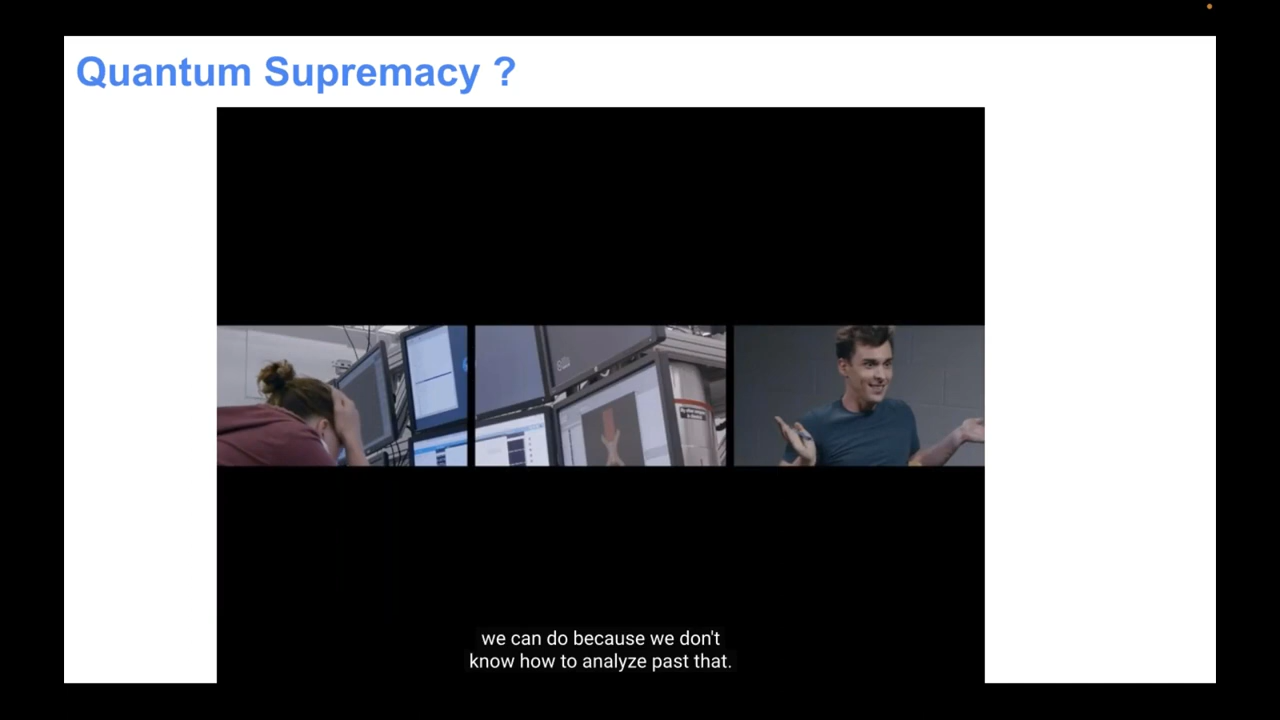 Quantum Supremacy ?
we can do because we don't
know how to analyze past that.